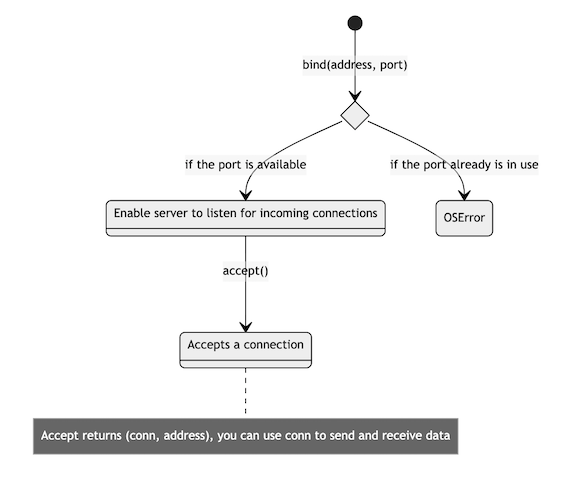 bind(address, port)
if the port is available
if the port already is in use
Enable server to listen for incoming connections
OSError
accept()
Accepts a connection
Accept returns (conn, address), you can use conn to send and receive data